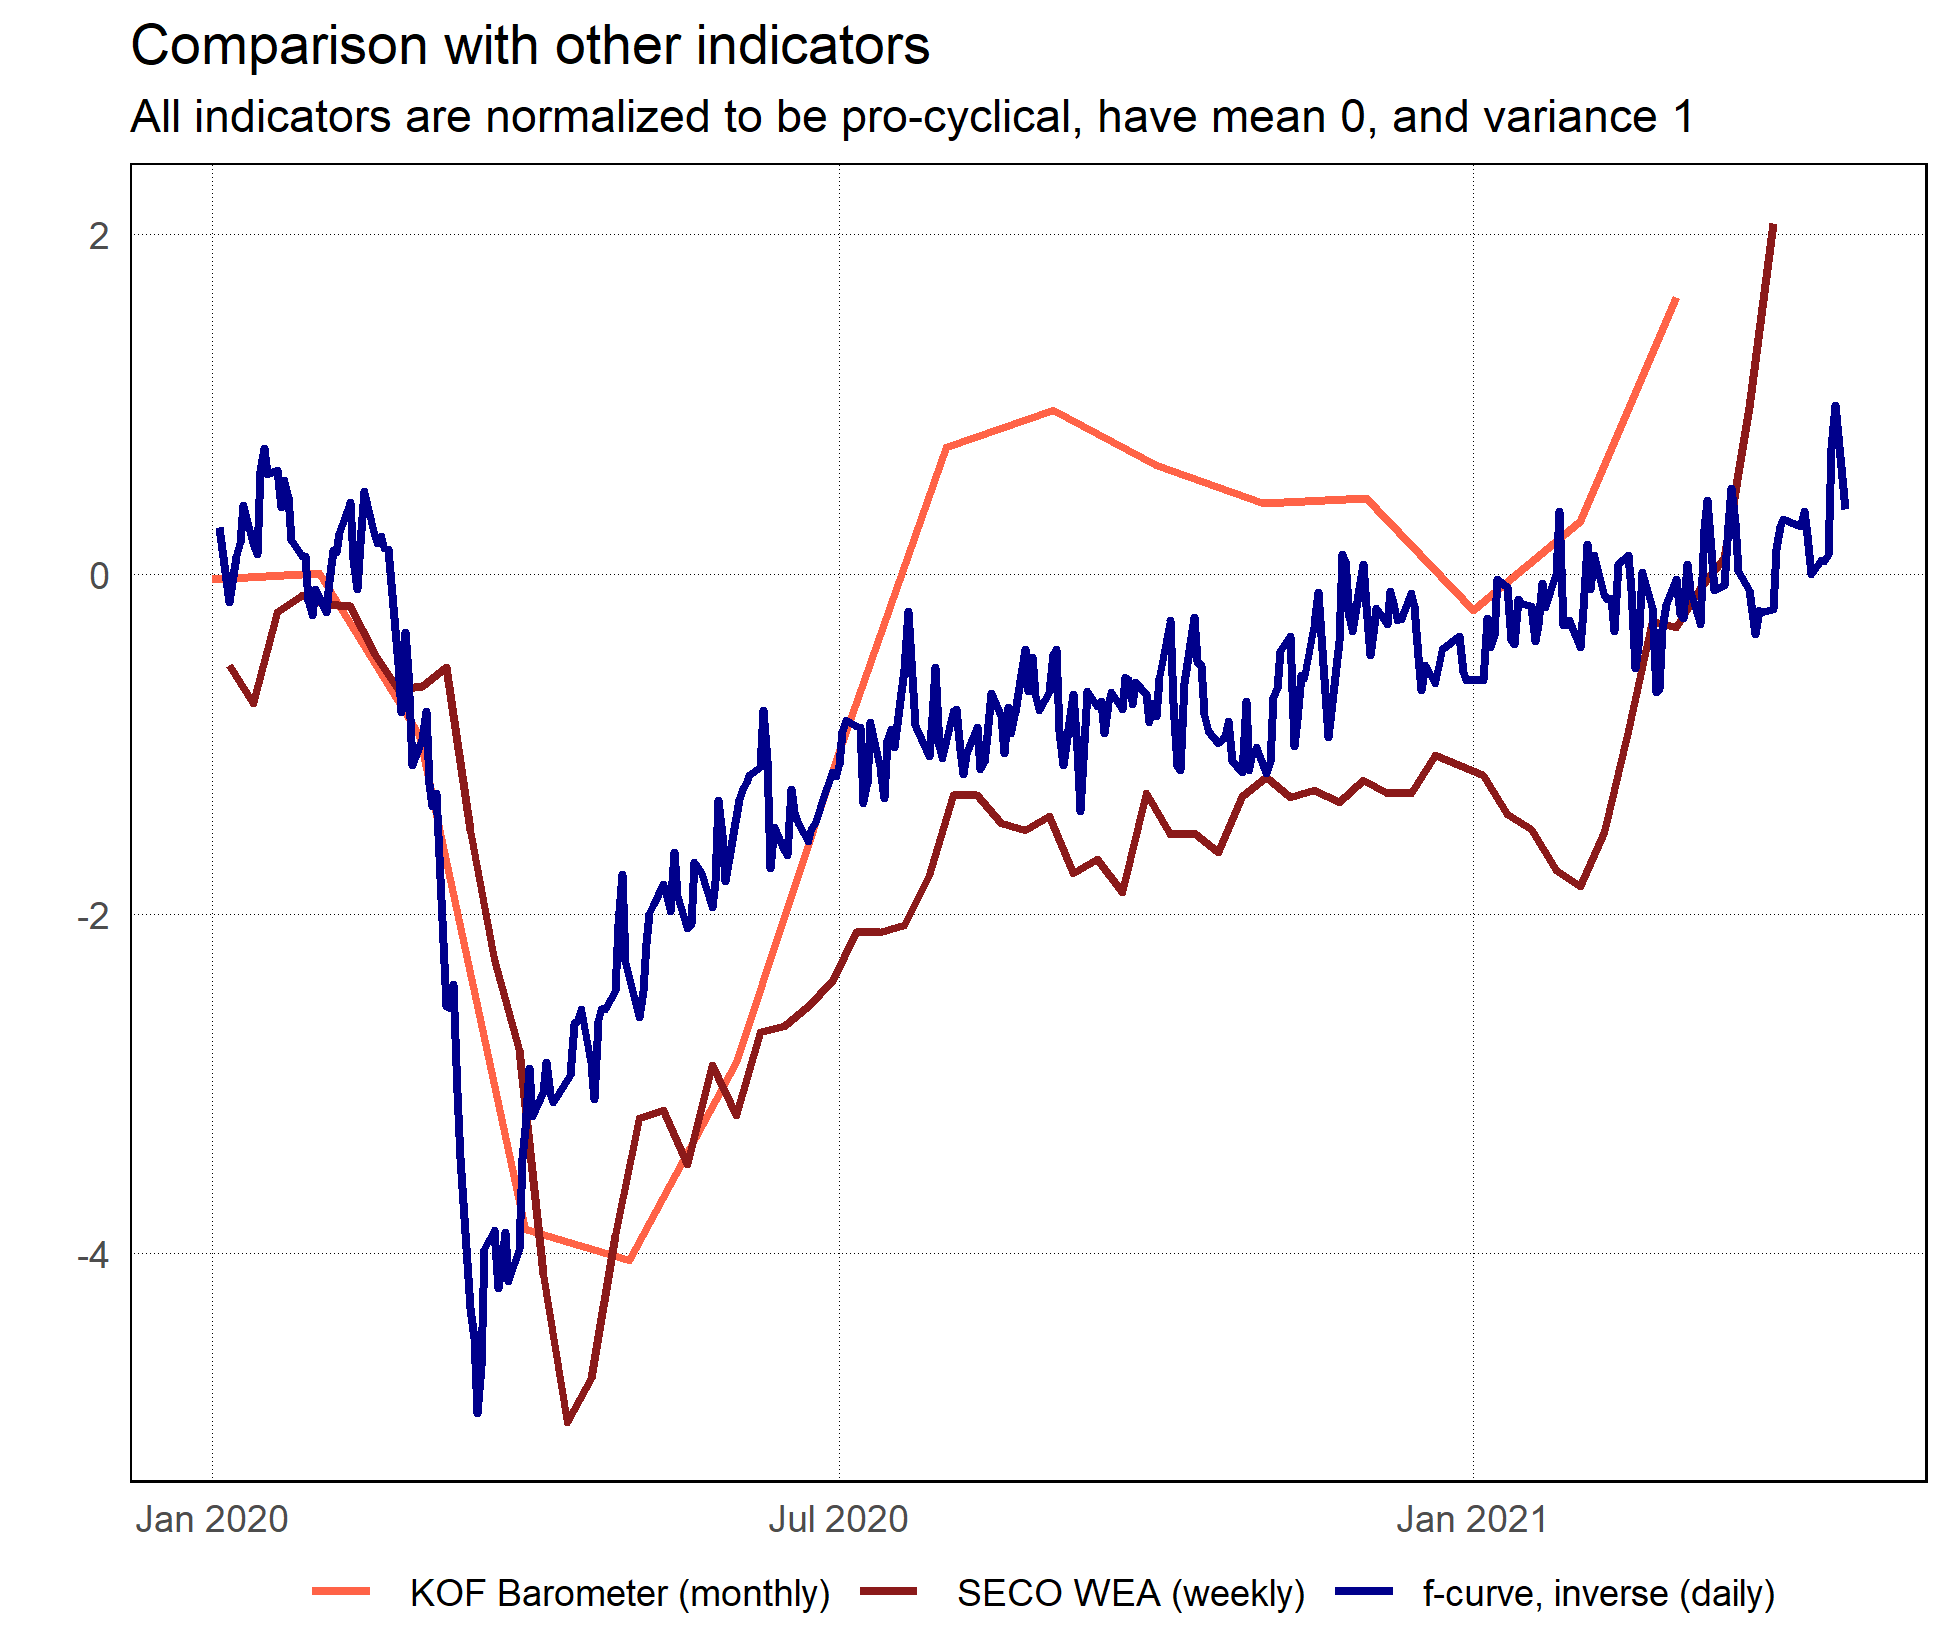 Comparison with other indicators
All indicators are normalized to be pro-cyclical, have mean 0, and variance 1
2
0
-2
-4
Jan 2020 Jul 2020 Jan 2021
KOF Barometer (monthly) SECO WEA (weekly) f-curve, inverse (daily)